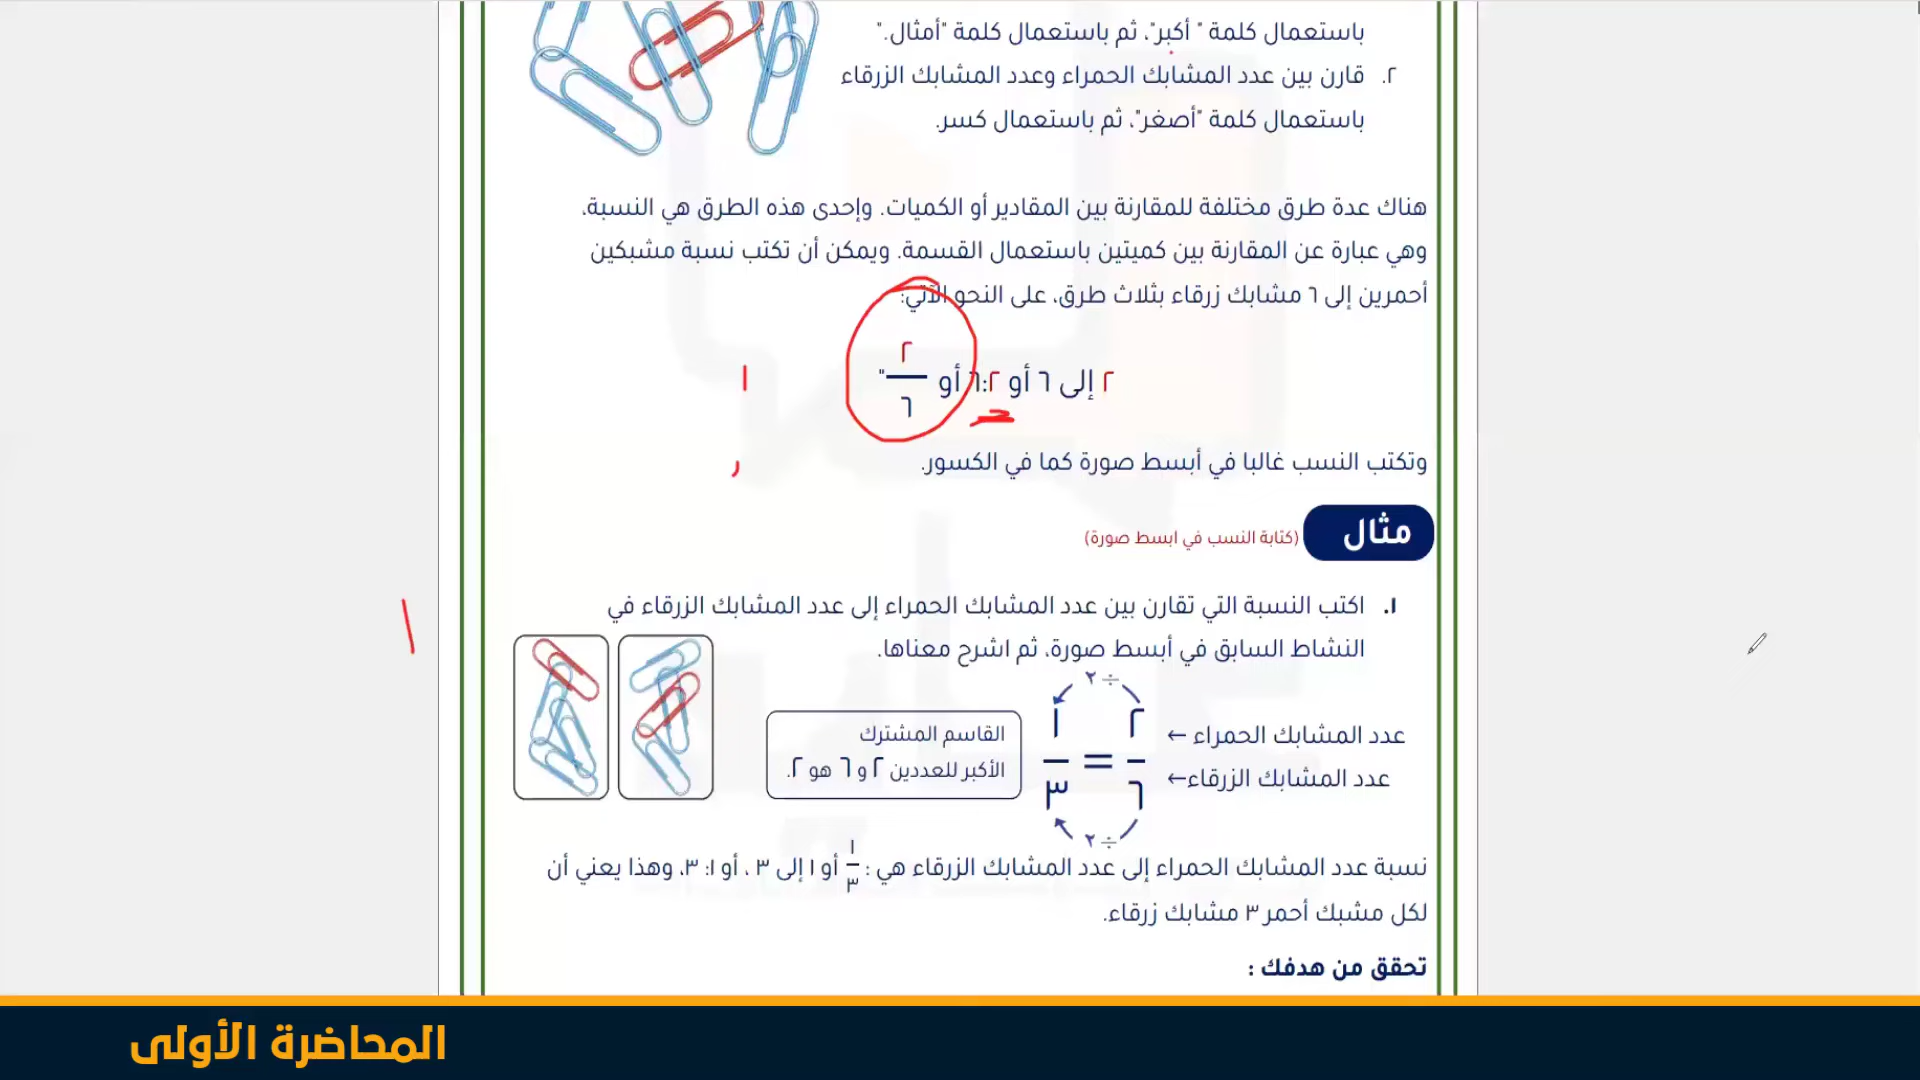 باستعمال كلمة " أكبر"، ثم باستعمال كلمة "أمثال."
٢. قارن بين عدد المشابك الحمراء وعدد المشابك الزرقاء
باستعمال كلمة "أصغر"، ثم باستعمال كسر.
هناك عدة طرق مختلفة للمقارنة بين المقادير أو الكميات. وإحدى هذه الطرق هي النسبة،
وهي عبارة عن المقارنة بين كميتين باستعمال القسمة. ويمكن أن تكتب نسبة مشبكين
أحمرين إلى ٦ مشابك زرقاء بثلاث طرق، على النحو الآتي:
٢ إلى ٦ أو ٢:٦ أو ٢/٦ "
وتكتب النسب غالبا في أبسط صورة كما في الكسور.
مثال (كتابة النسب في ابسط صورة)
١. اكتب النسبة التي تقارن بين عدد المشابك الحمراء إلى عدد المشابك الزرقاء في
النشاط السابق في أبسط صورة، ثم اشرح معناها.
÷٢
عدد المشابك الحمراء ← ٢ = ١
عدد المشابك الزرقاء← ٦ ٣
÷٢
القاسم المشترك
الأكبر للعددين ٢ و ٦ هو ٢.
نسبة عدد المشابك الحمراء إلى عدد المشابك الزرقاء هي : ١/٣ أو ١ إلى ٣ ، أو ١: ٣، وهذا يعني أن
لكل مشبك أحمر ٣ مشابك زرقاء.
تحقق من هدفك :
المحاضرة الأولى